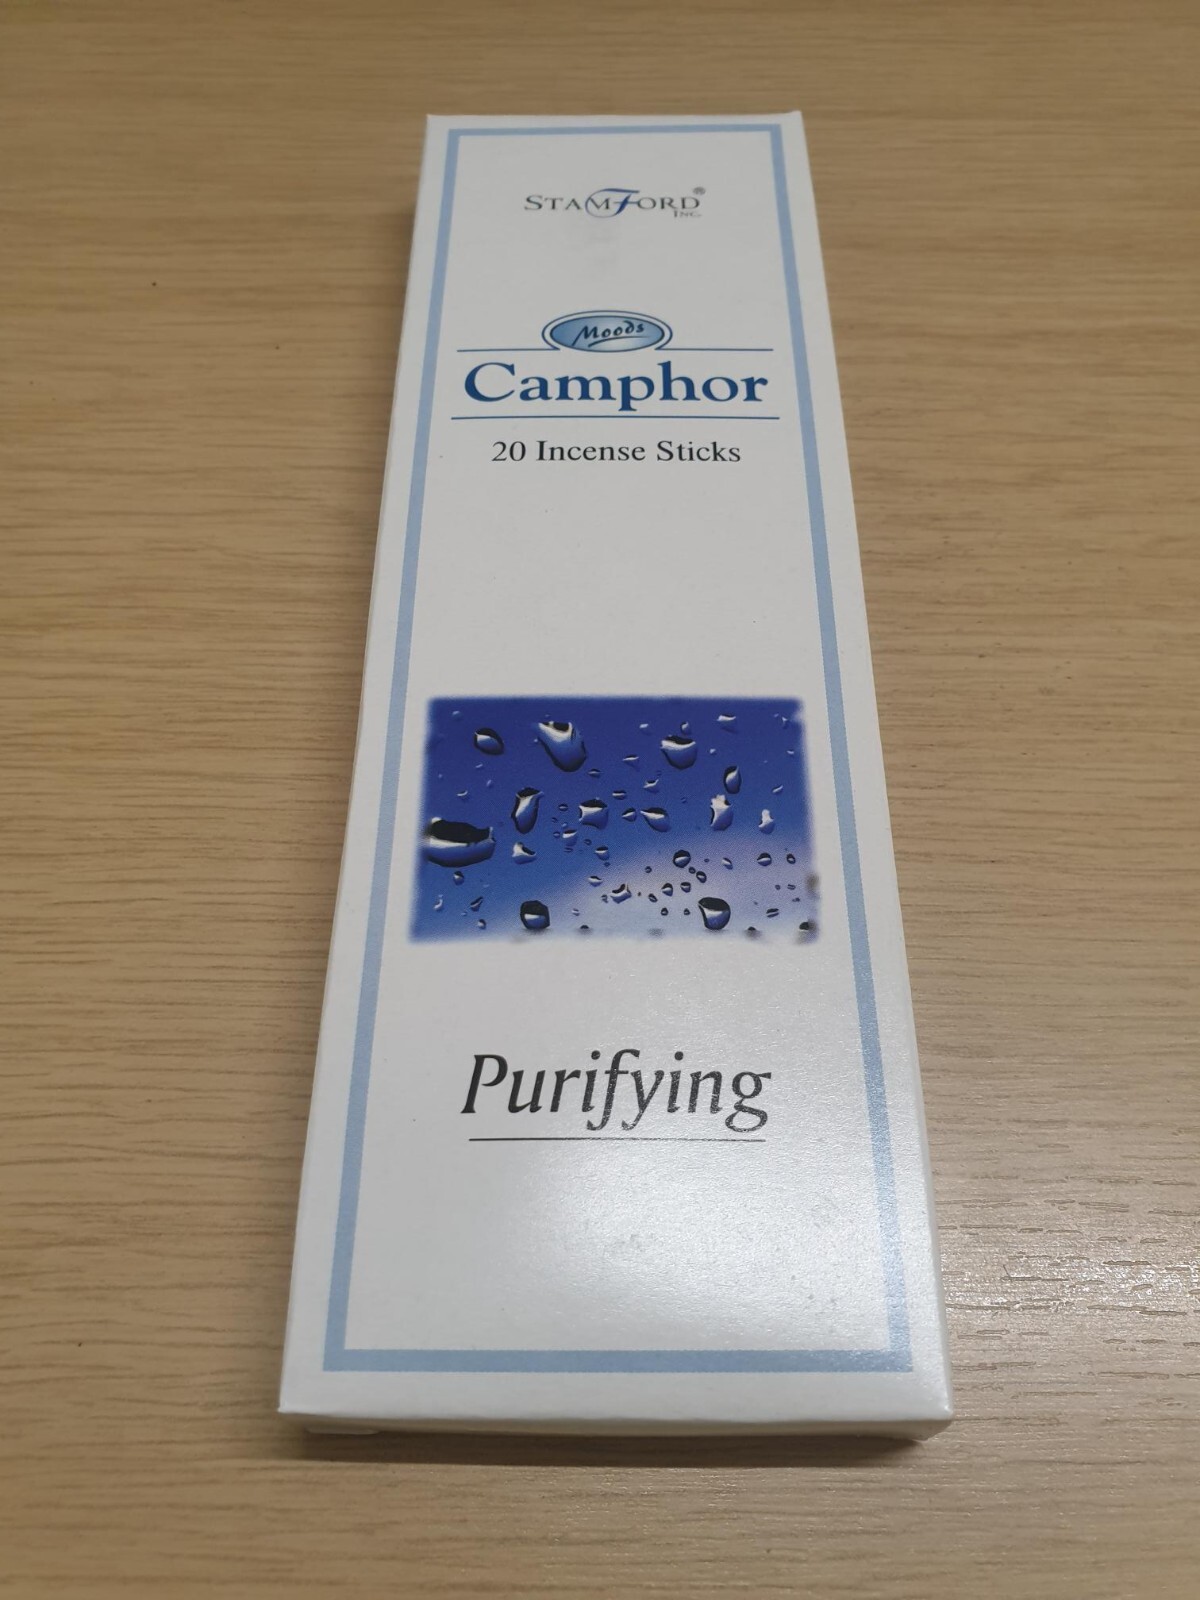 STAMFORD®
INC.
Moods
Camphor
20 Incense Sticks
Purifying